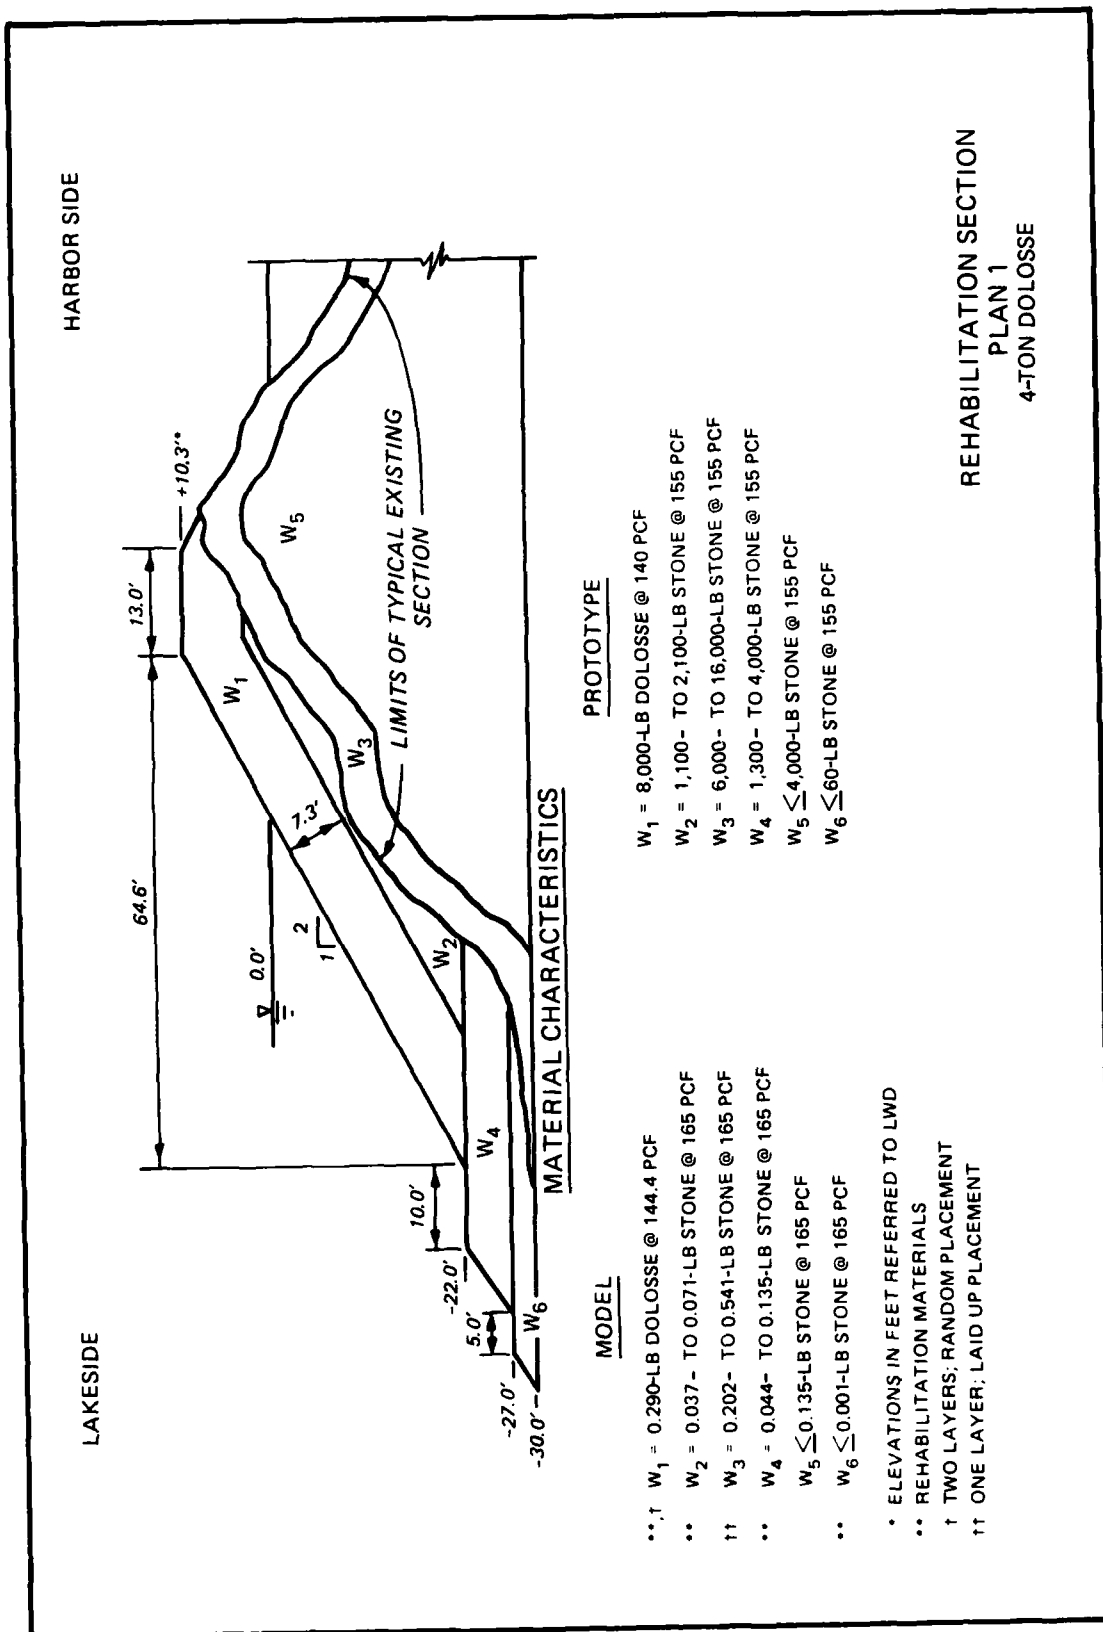 LAKESIDE
HARBOR SIDE
64.6'
13.0'
+10.3'*
10.0'
0.0'
2
1
7.3'
W1
W2
W3
W4
W5
W6
LIMITS OF TYPICAL EXISTING
SECTION
5.0'
-22.0'
-27.0'
-30.0'
MATERIAL CHARACTERISTICS
MODEL
**,† W1 = 0.290-LB DOLOSSE @ 144.4 PCF
** W2 = 0.037- TO 0.071-LB STONE @ 165 PCF
†† W3 = 0.202- TO 0.541-LB STONE @ 165 PCF
** W4 = 0.044- TO 0.135-LB STONE @ 165 PCF
W5 ≤0.135-LB STONE @ 165 PCF
** W6 ≤0.001-LB STONE @ 165 PCF
PROTOTYPE
W1 = 8,000-LB DOLOSSE @ 140 PCF
W2 = 1,100- TO 2,100-LB STONE @ 155 PCF
W3 = 6,000- TO 16,000-LB STONE @ 155 PCF
W4 = 1,300- TO 4,000-LB STONE @ 155 PCF
W5 ≤4,000-LB STONE @ 155 PCF
W6 ≤60-LB STONE @ 155 PCF
* ELEVATIONS IN FEET REFERRED TO LWD
** REHABILITATION MATERIALS
† TWO LAYERS; RANDOM PLACEMENT
†† ONE LAYER; LAID UP PLACEMENT
REHABILITATION SECTION
PLAN 1
4-TON DOLOSSE